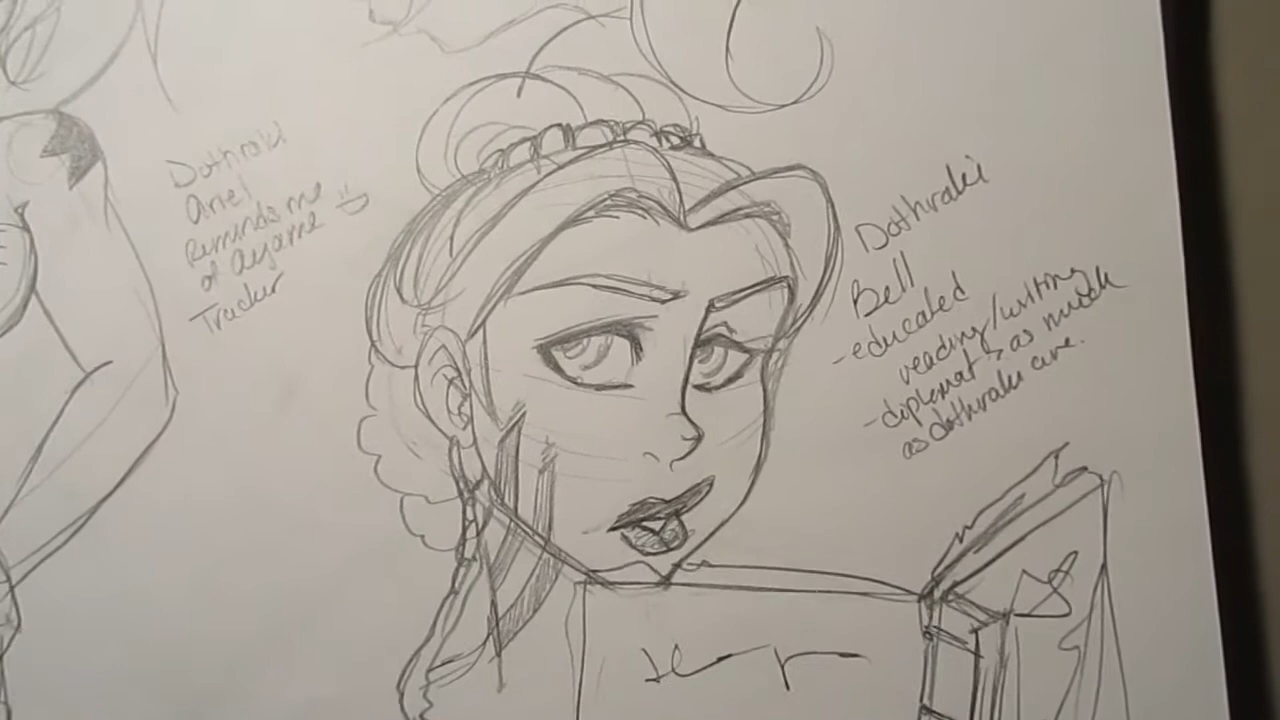 Dothraki
Ariel
Reminds me
of Ayame
Tracker
Dothraki
Bell
-educated
reading/writing
-diplomat, as much
as dothraki are.